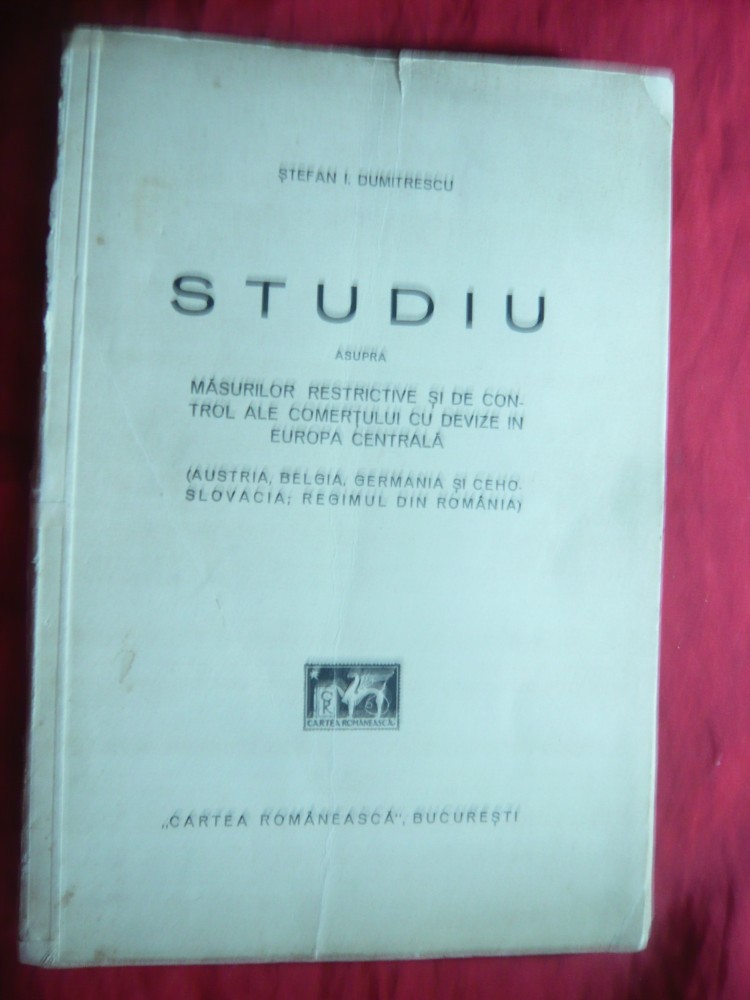 ȘTEFAN I. DUMITRESCU
STUDIU
ASUPRA
MĂSURILOR RESTRICTIVE ȘI DE CON-
TROL ALE COMERȚULUI CU DEVIZE IN
EUROPA CENTRALĂ
(AUSTRIA, BELGIA, GERMANIA ȘI CEHO-
SLOVACIA; REGIMUL DIN ROMÂNIA)
CR
CARTEA ROMÂNEASCĂ
„CARTEA ROMÂNEASCĂ“, BUCUREȘTI